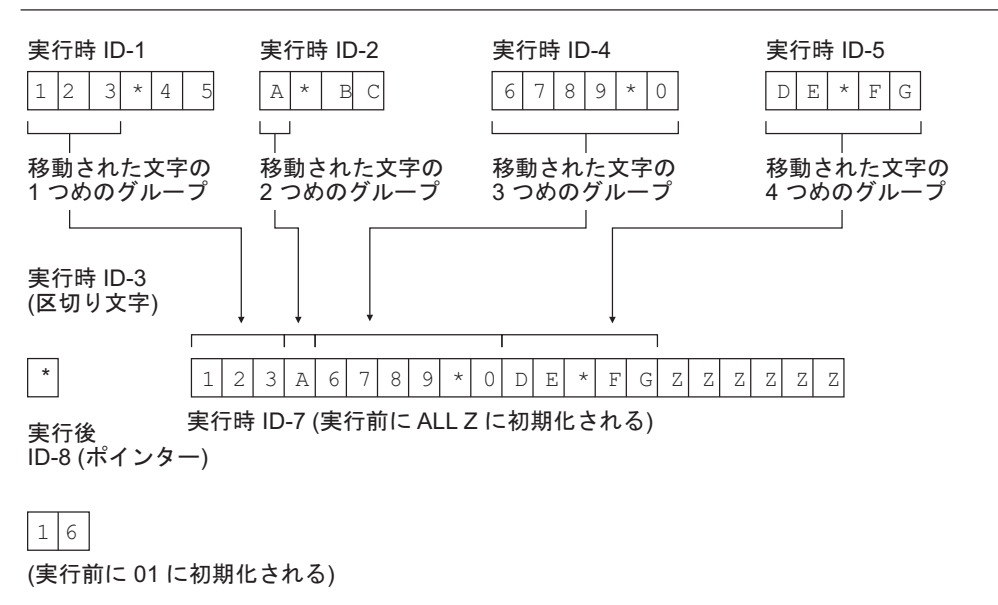 実行時 ID-1 実行時 ID-2 実行時 ID-4 実行時 ID-5
1 2 3 * 4 5 A * B C 6 7 8 9 * 0 D E * F G
移動された文字の 移動された文字の 移動された文字の 移動された文字の
1 つめのグループ 2 つめのグループ 3 つめのグループ 4 つめのグループ
実行時 ID-3
(区切り文字)
* 1 2 3 A 6 7 8 9 * 0 D E * F G Z Z Z Z Z Z
実行時 ID-7 (実行前に ALL Z に初期化される)
実行後
ID-8 (ポインター)
1 6
(実行前に 01 に初期化される)